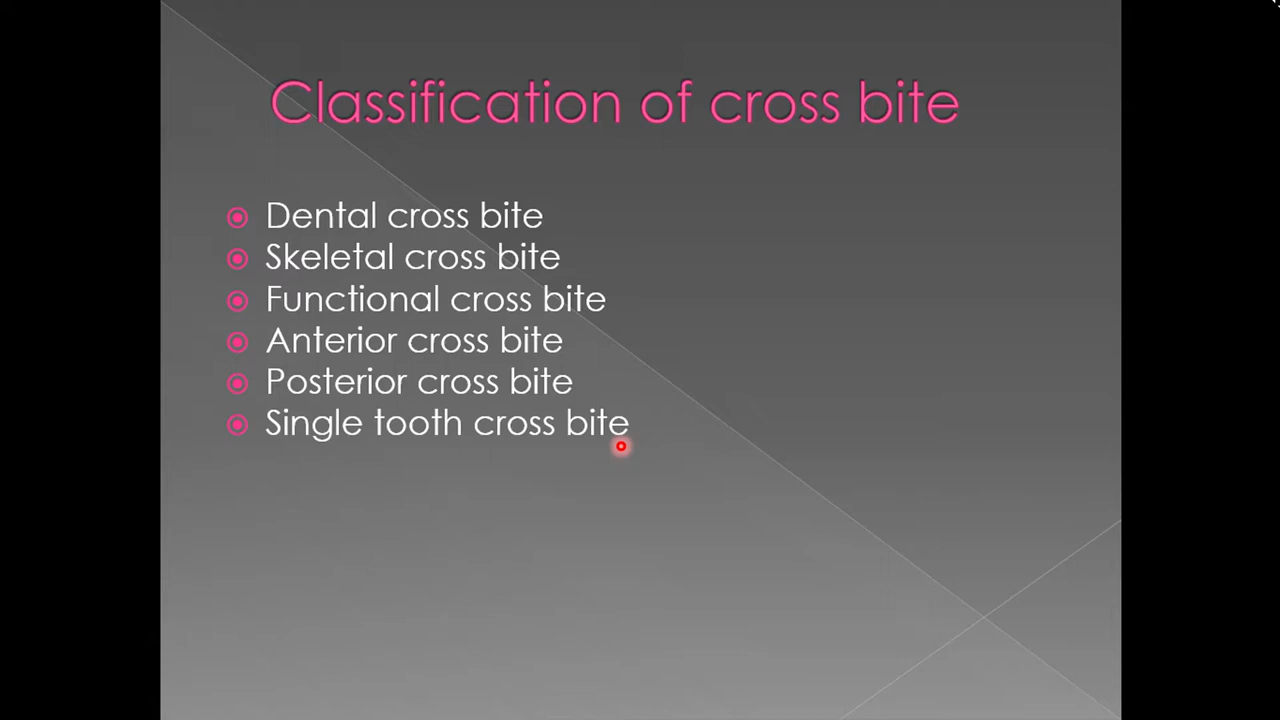 Classification of cross bite
Dental cross bite
Skeletal cross bite
Functional cross bite
Anterior cross bite
Posterior cross bite
Single tooth cross bite